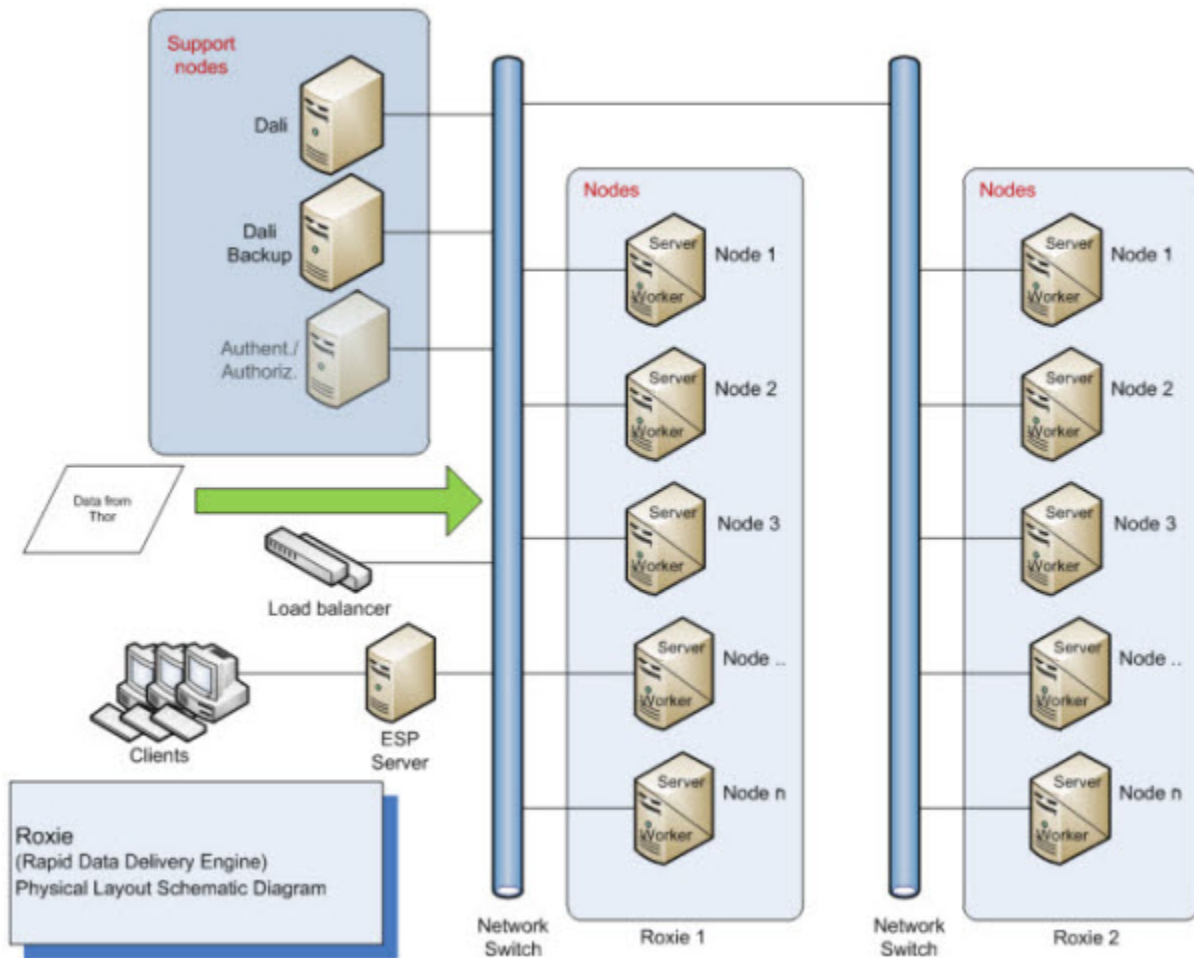 Support
nodes
Dali
Dali
Backup
Authent./
Authoriz.
Data from
Thor
Load balancer
Clients
ESP
Server
Roxie
(Rapid Data Delivery Engine)
Physical Layout Schematic Diagram
Network
Switch
Nodes
Server
Worker
Node 1
Server
Worker
Node 2
Server
Worker
Node 3
Server
Worker
Node ..
Server
Worker
Node n
Roxie 1
Network
Switch
Nodes
Server
Worker
Node 1
Server
Worker
Node 2
Server
Worker
Node 3
Server
Worker
Node ..
Server
Worker
Node n
Roxie 2